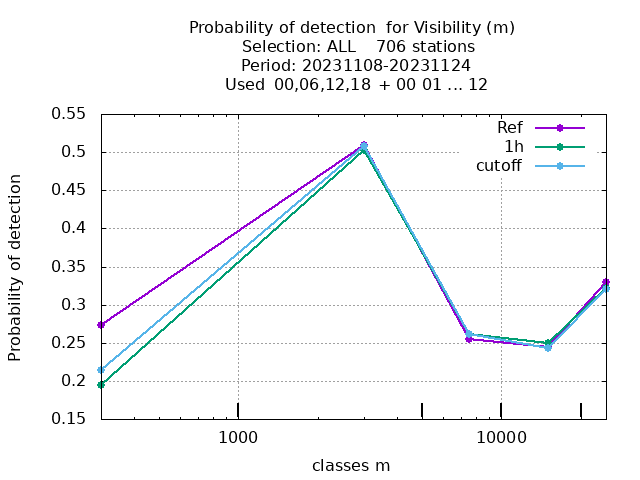 Probability of detection  for Visibility (m)
Selection: ALL    706 stations
Period: 20231108-20231124
Used  00,06,12,18 + 00 01 ... 12
Ref
1h
cutoff
Probability of detection
0.55
0.5
0.45
0.4
0.35
0.3
0.25
0.2
0.15
1000
10000
classes m